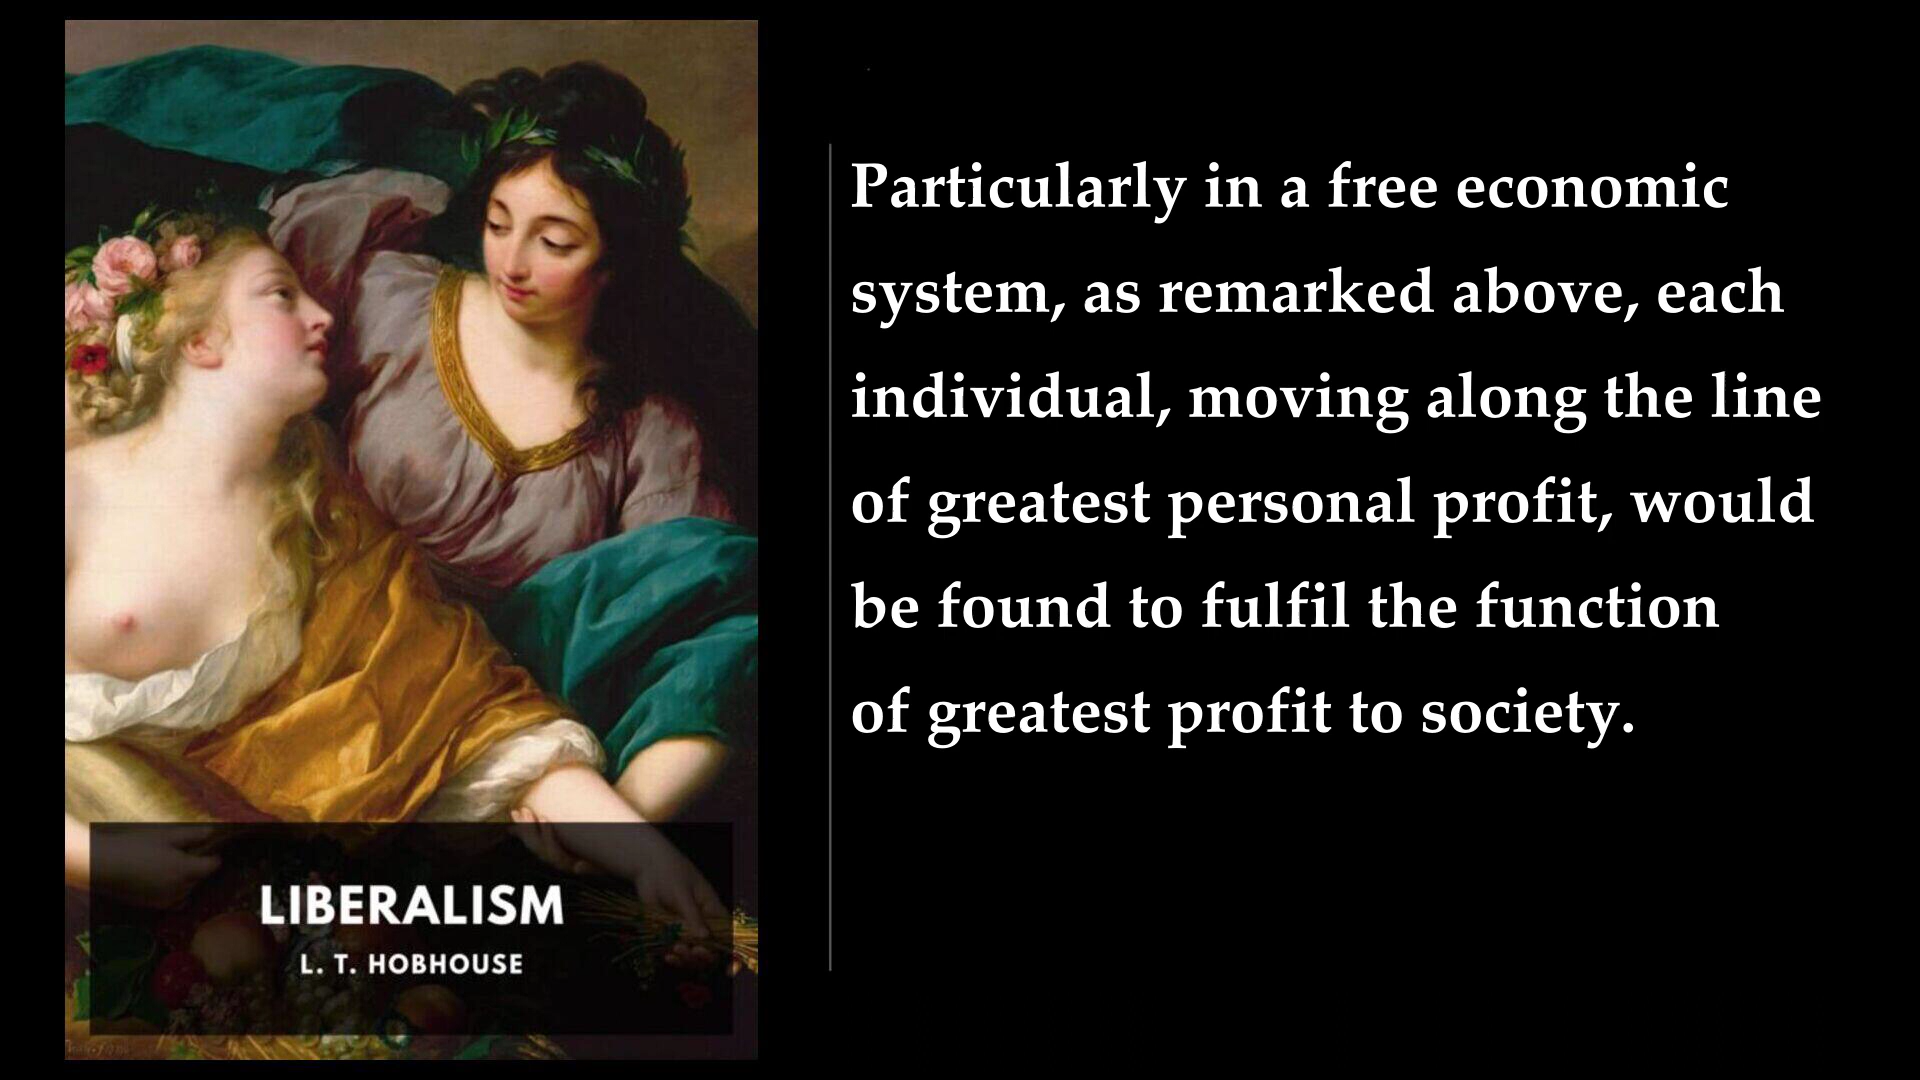 Particularly in a free economic
system, as remarked above, each
individual, moving along the line
of greatest personal profit, would
be found to fulfil the function
of greatest profit to society.
LIBERALISM
L. T. HOBHOUSE